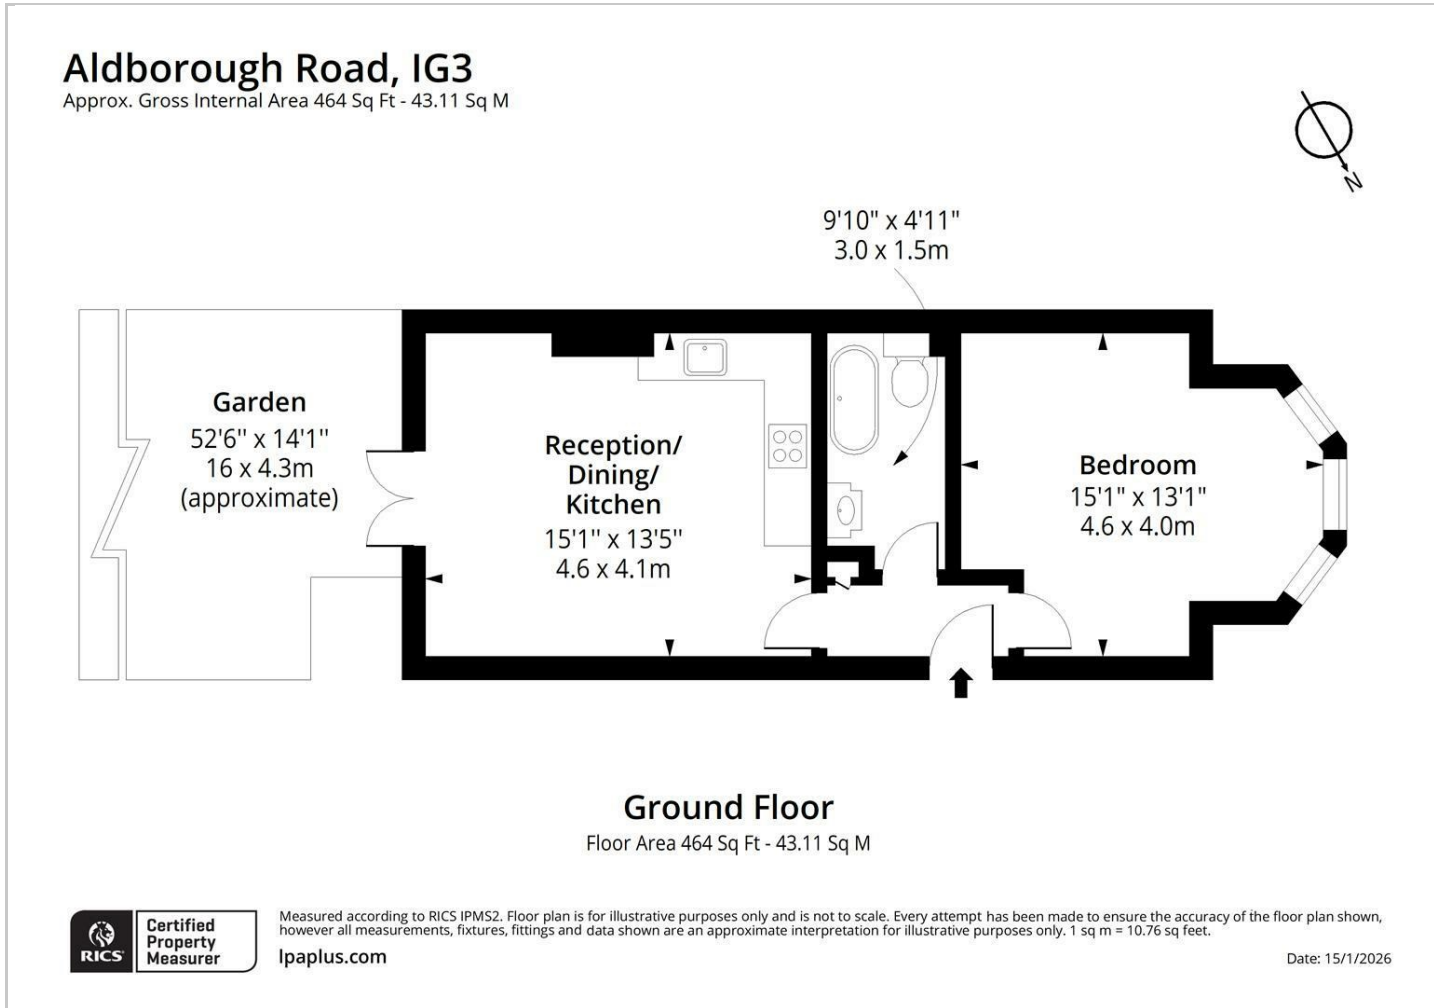 Aldborough Road, IG3
Approx. Gross Internal Area 464 Sq Ft - 43.11 Sq M
N
9'10" x 4'11"
3.0 x 1.5m
Garden
52'6" x 14'1"
16 x 4.3m
(approximate)
Reception/
Dining/
Kitchen
15'1" x 13'5"
4.6 x 4.1m
Bedroom
15'1" x 13'1"
4.6 x 4.0m
Ground Floor
Floor Area 464 Sq Ft - 43.11 Sq M
RICS
Certified
Property
Measurer
Measured according to RICS IPMS2. Floor plan is for illustrative purposes only and is not to scale. Every attempt has been made to ensure the accuracy of the floor plan shown,
however all measurements, fixtures, fittings and data shown are an approximate interpretation for illustrative purposes only. 1 sq m = 10.76 sq feet.
lpaplus.com
Date: 15/1/2026